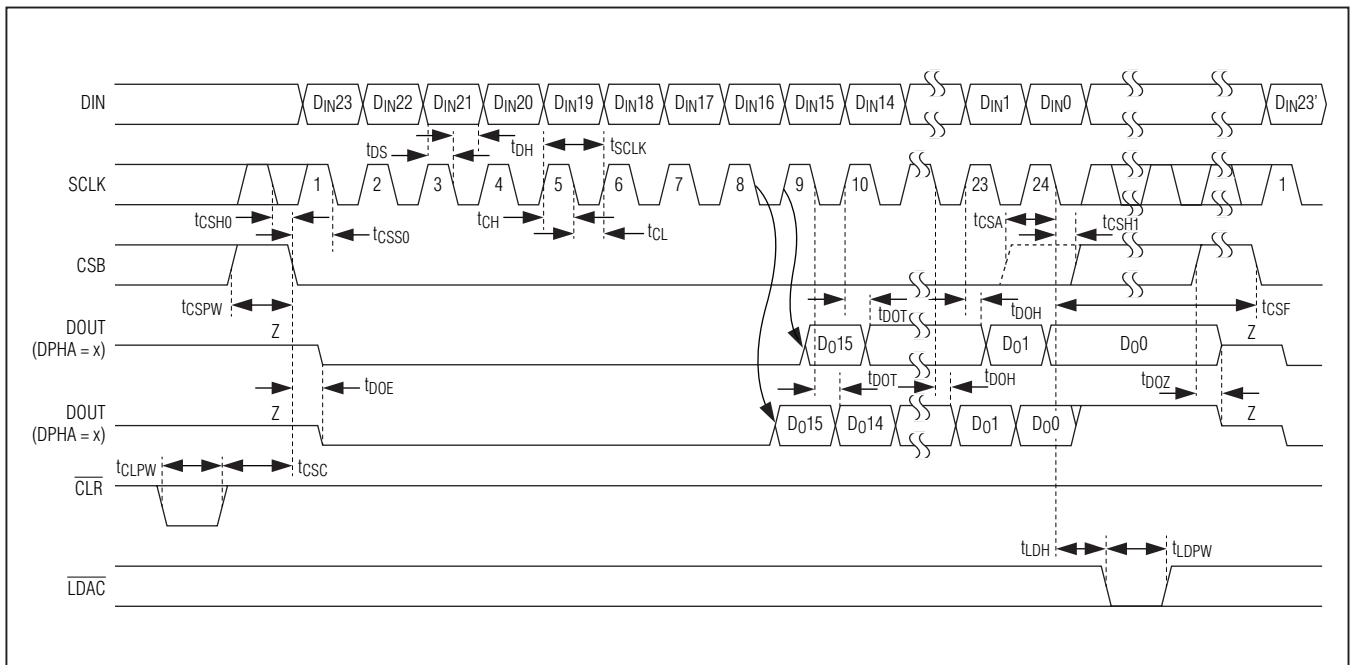 DIN DIN23 DIN22 DIN21 DIN20 DIN19 DIN18 DIN17 DIN16 DIN15 DIN14 DIN1 DIN0 DIN23'
tDS tDH tSCLK
SCLK 1 2 3 4 5 6 7 8 9 10 23 24 1
tCSH0 tCSS0 tCH tCL tCSA tCSH1
CSB
tCSPW tDOT tDOH tCSF
DOUT
(DPHA = x)
Z DO15 DO1 DO0 Z
tDOE tDOT tDOH tDOZ
DOUT
(DPHA = x)
Z DO15 DO14 DO1 DO0 Z
tCLPW tCSC
CLR
tLDH tLDPW
LDAC